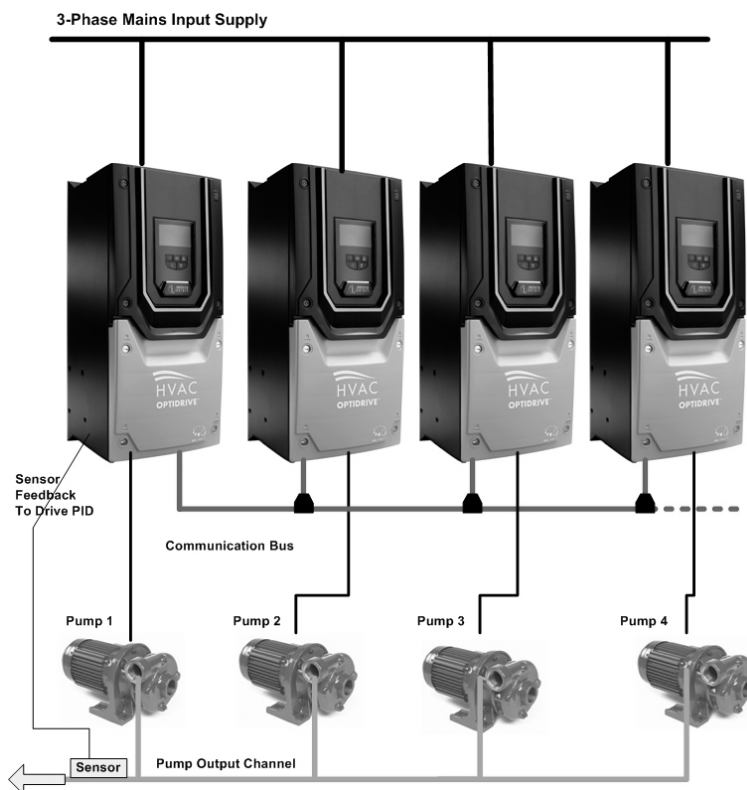 3-Phase Mains Input Supply
HVAC
OPTIDRIVE
HVAC
OPTIDRIVE
HVAC
OPTIDRIVE
HVAC
OPTIDRIVE
Sensor
Feedback
To Drive PID
Communication Bus
Pump 1
Pump 2
Pump 3
Pump 4
Sensor
Pump Output Channel